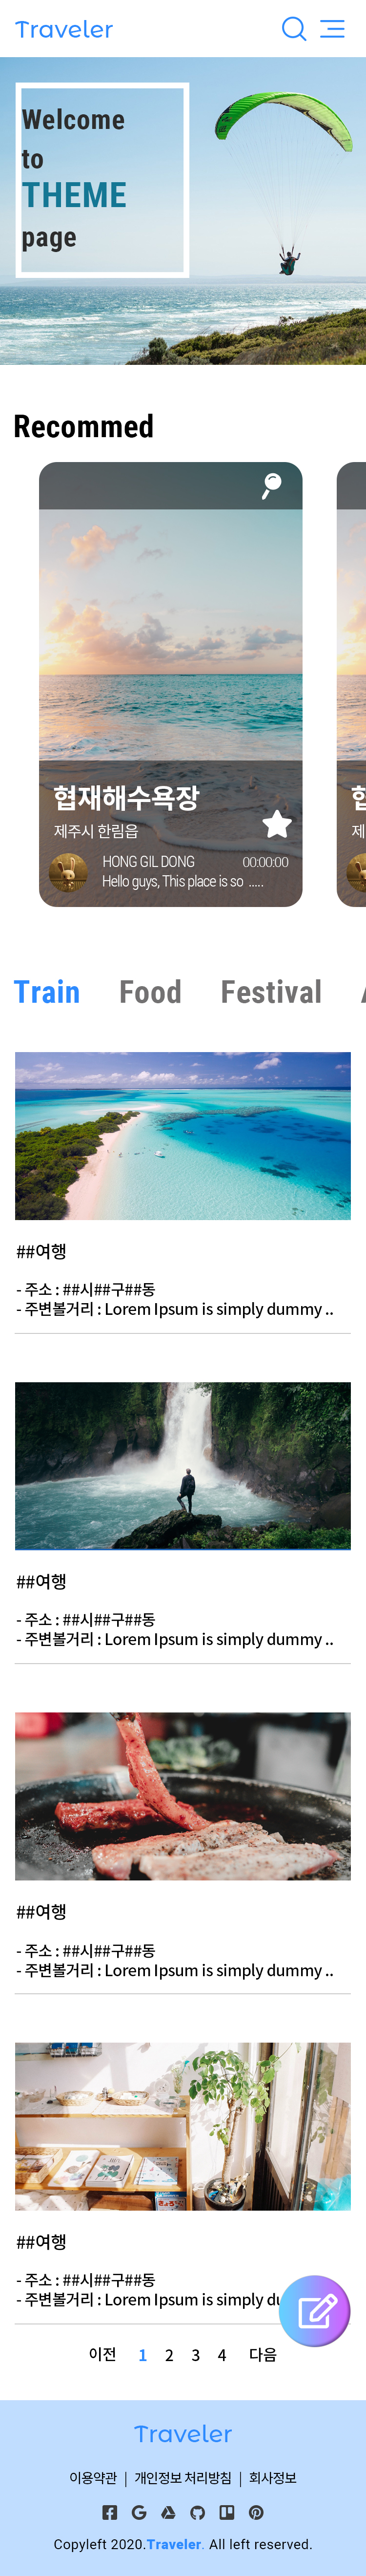 Traveler
Welcome
to
THEME
page
Recommed
협재해수욕장
제주시 한림읍
HONG GIL DONG 00:00:00
Hello guys, This place is so .....
Train Food Festival
##여행
- 주소 : ##시##구##동
- 주변볼거리 : Lorem Ipsum is simply dummy ..
##여행
- 주소 : ##시##구##동
- 주변볼거리 : Lorem Ipsum is simply dummy ..
##여행
- 주소 : ##시##구##동
- 주변볼거리 : Lorem Ipsum is simply dummy ..
##여행
- 주소 : ##시##구##동
- 주변볼거리 : Lorem Ipsum is simply
이전 1 2 3 4 다음
Traveler
이용약관 | 개인정보 처리방침 | 회사정보
Copyleft 2020.Traveler. All left reserved.